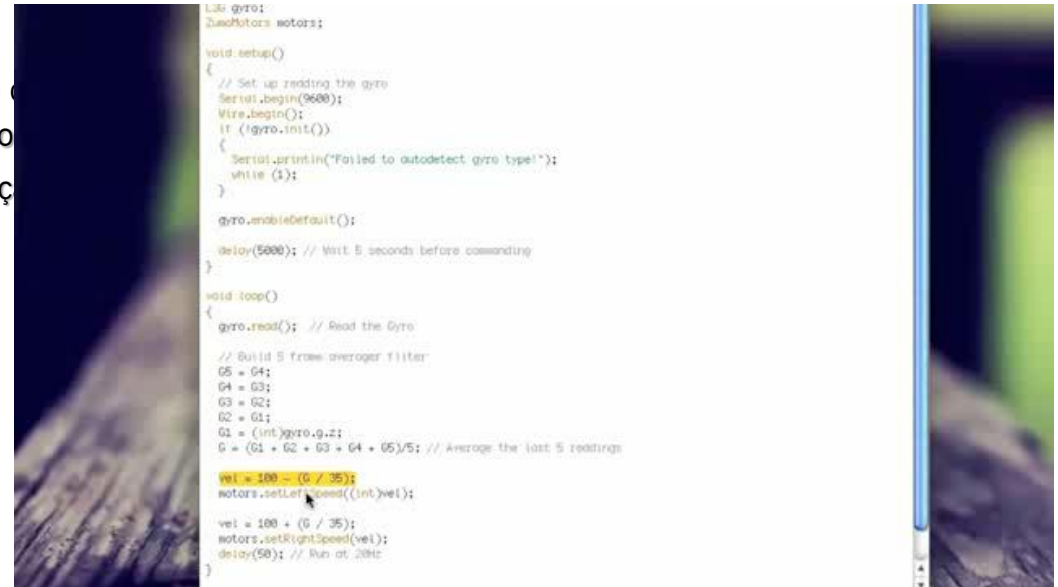 L3G gyro;
ZumoMotors motors;
void setup()
{
// Set up reading the gyro
Serial.begin(9600);
Wire.begin();
if (!gyro.init())
{
Serial.println("Failed to autodetect gyro type!");
while (1);
}
gyro.enableDefault();
delay(5000); // Wait 5 seconds before commanding
}
void loop()
{
gyro.read(); // Read the Gyro
// Build 5 frame averager filter
G5 = G4;
G4 = G3;
G3 = G2;
G2 = G1;
G1 = (int)gyro.g.z;
G = (G1 + G2 + G3 + G4 + G5)/5; // Average the last 5 readings
vel = 100 - (G / 35);
motors.setLeftSpeed((int)vel);
vel = 100 + (G / 35);
motors.setRightSpeed(vel);
delay(50); // Run at 20Hz
}